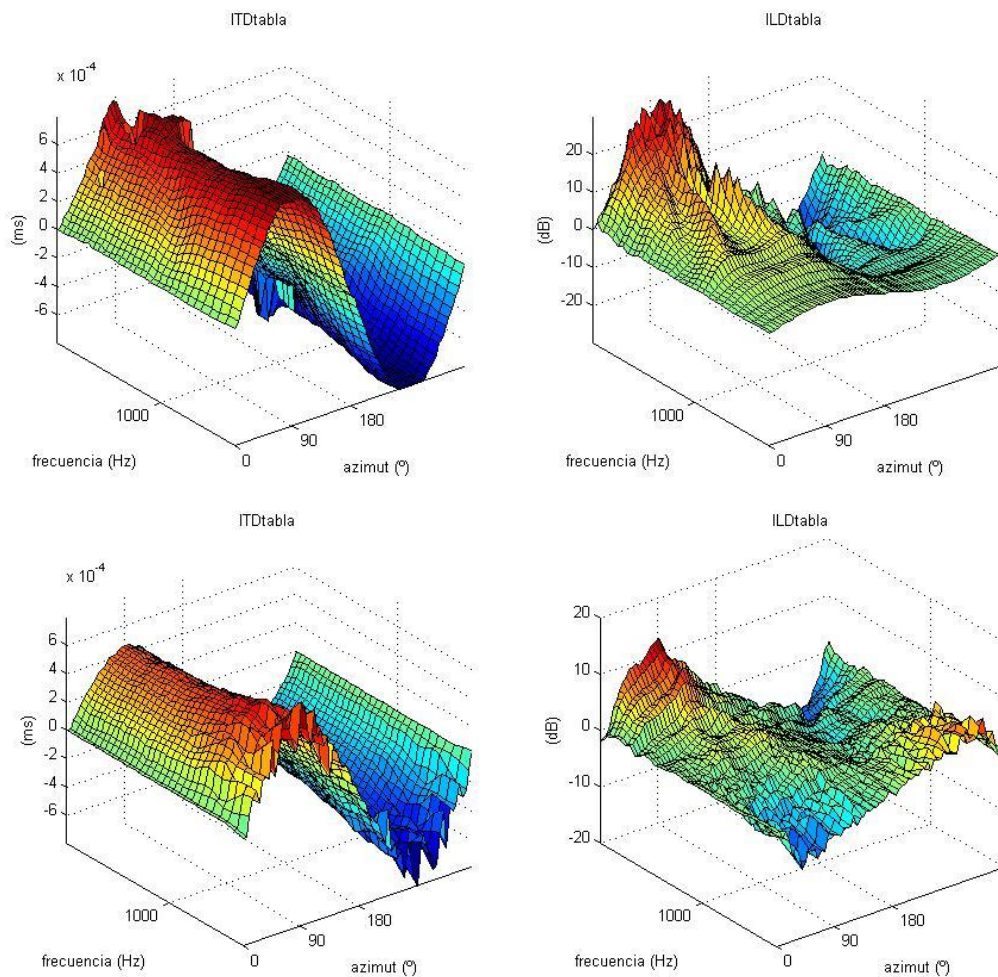 ITDtabla
x 10-4
6
4
2
0
-2
-4
-6
(ms)
1000
frecuencia (Hz)
0
90
180
azimut (º)
ILDtabla
20
10
0
-10
-20
(dB)
1000
frecuencia (Hz)
0
90
180
azimut (º)
ITDtabla
x 10-4
6
4
2
0
-2
-4
-6
(ms)
1000
frecuencia (Hz)
0
90
180
azimut (º)
ILDtabla
20
10
0
-10
-20
(dB)
1000
frecuencia (Hz)
0
90
180
azimut (º)